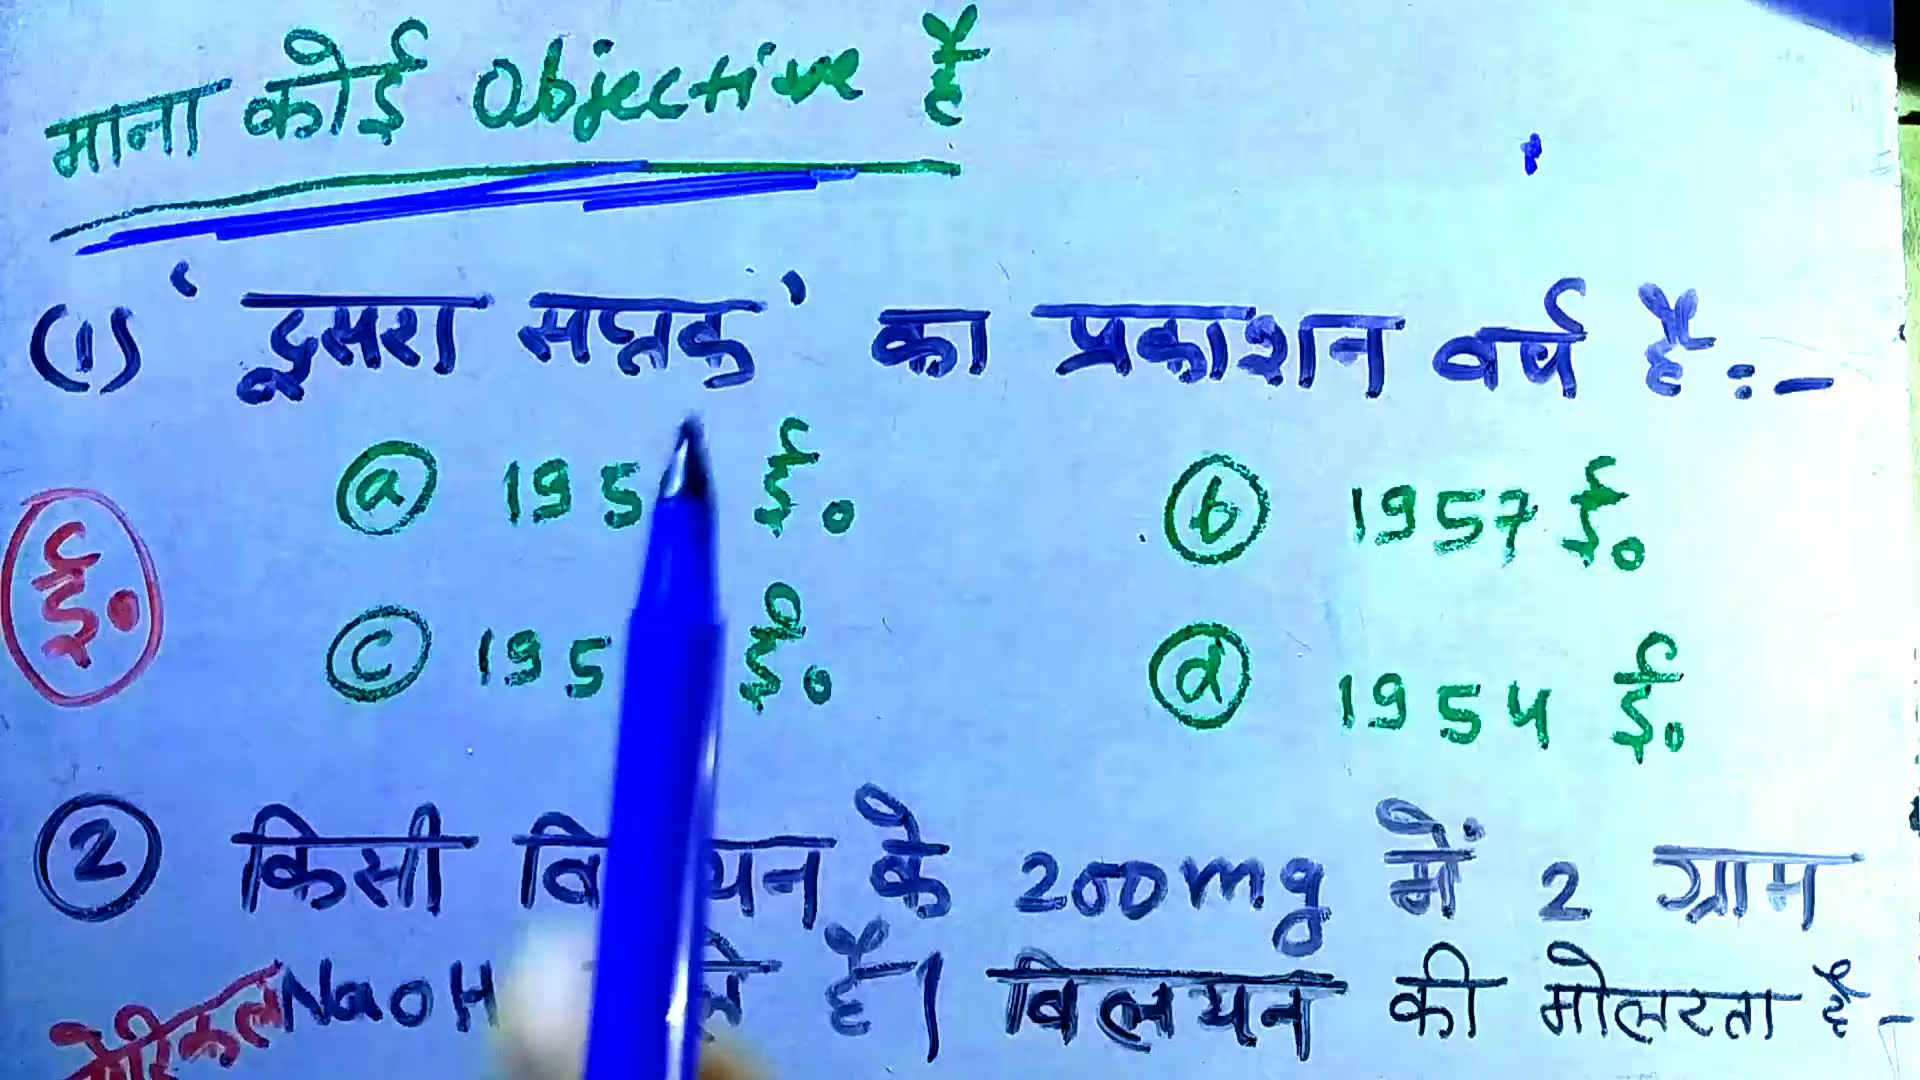 माना कोई Objective है
(1) 'दूसरा सप्तक' का प्रकाशन वर्ष है:-
(a) 195 ई०
(b) 1957 ई०
ई.
(c) 195 ई०
(d) 1954 ई०
(2) किसी वि यन के 200mg में 2 ग्राम
NaOH है। विलयन की मोलरता है-